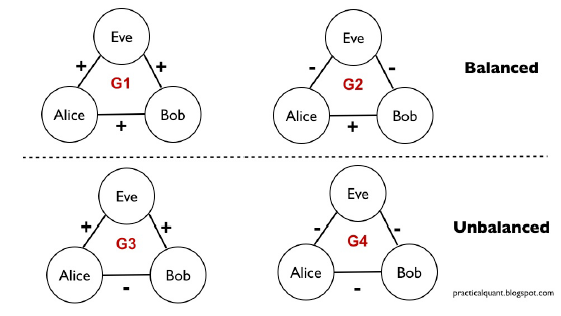 Eve
Eve
+ + - -
G1 G2 Balanced
Alice Bob Alice Bob
+ +
Eve
Eve
+ + - -
G3 G4 Unbalanced
Alice Bob Alice Bob
- -
practicalquant.blogspot.com